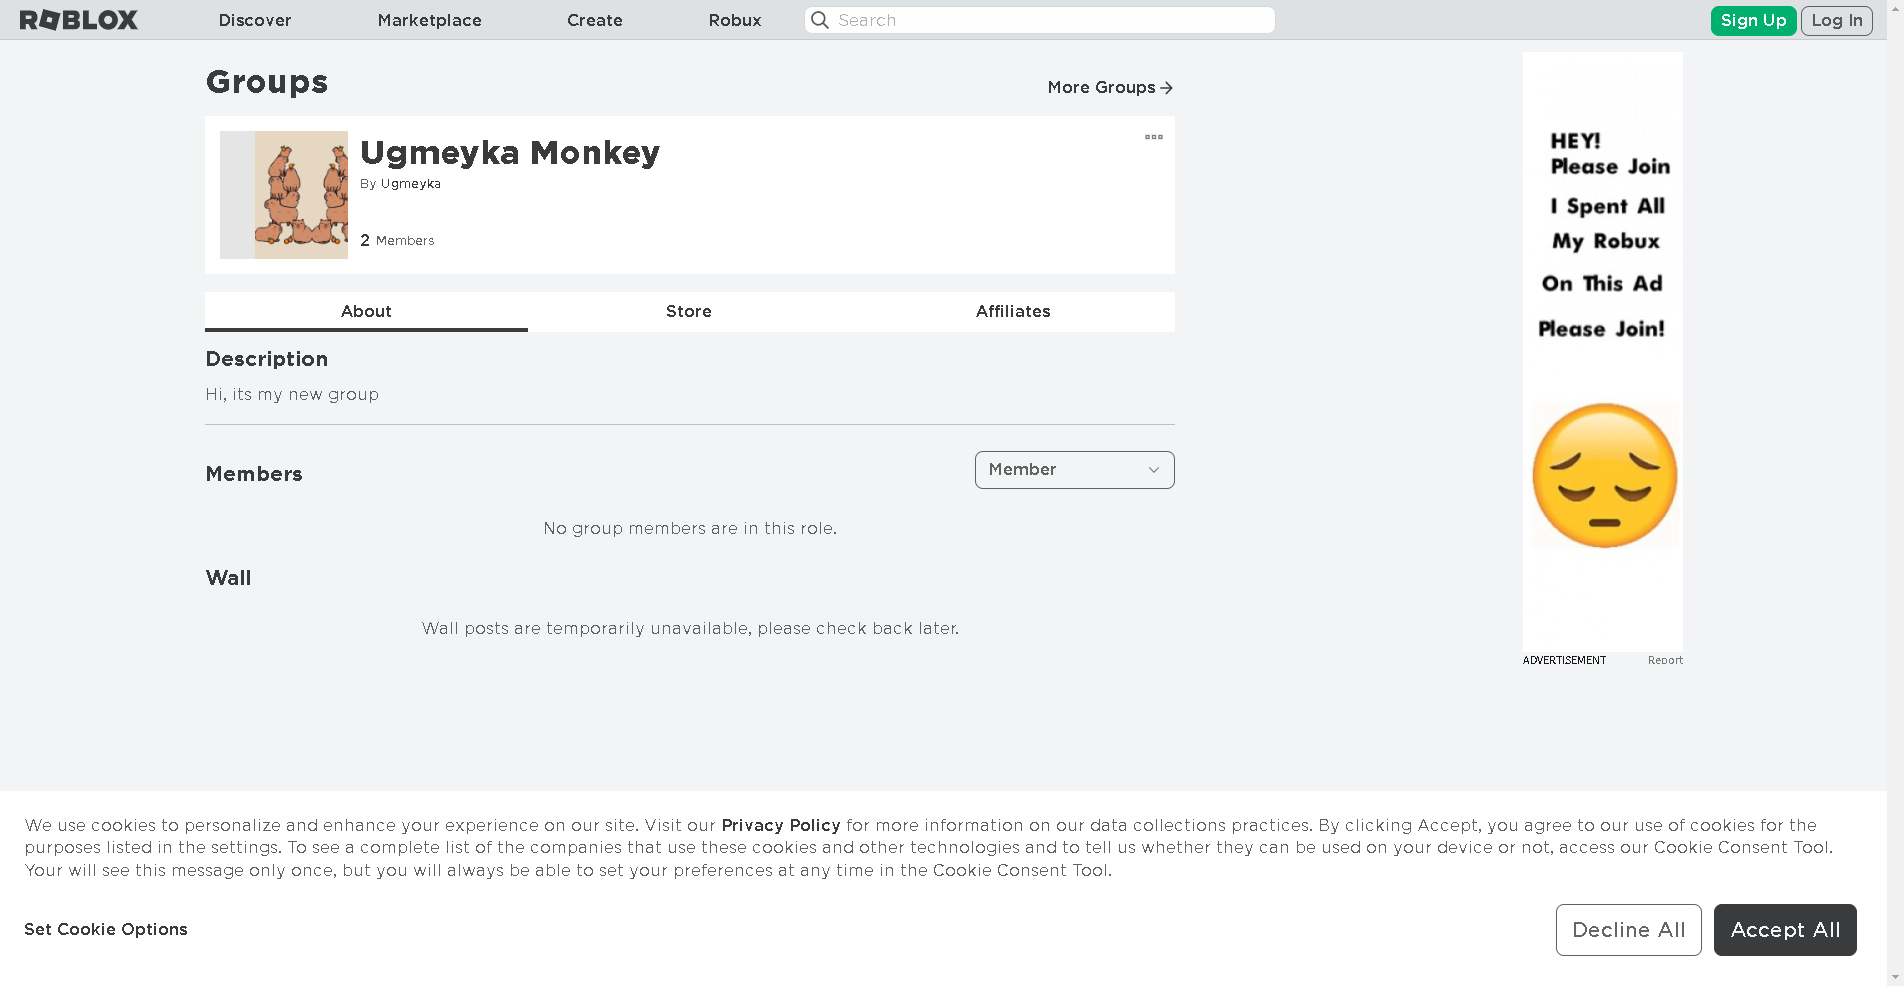 ROBLOX
Discover
Marketplace
Create
Robux
Search
Sign Up
Log In
Groups
More Groups
Ugmeyka Monkey
By Ugmeyka
2 Members
About
Store
Affiliates
Description
Hi, its my new group
Members
Member
No group members are in this role.
Wall
Wall posts are temporarily unavailable, please check back later.
HEY!
Please Join
I Spent All
My Robux
On This Ad
Please Join!
ADVERTISEMENT
Report
We use cookies to personalize and enhance your experience on our site. Visit our Privacy Policy for more information on our data collections practices. By clicking Accept, you agree to our use of cookies for the
purposes listed in the settings. To see a complete list of the companies that use these cookies and other technologies and to tell us whether they can be used on your device or not, access our Cookie Consent Tool.
Your will see this message only once, but you will always be able to set your preferences at any time in the Cookie Consent Tool.
Set Cookie Options
Decline All
Accept All